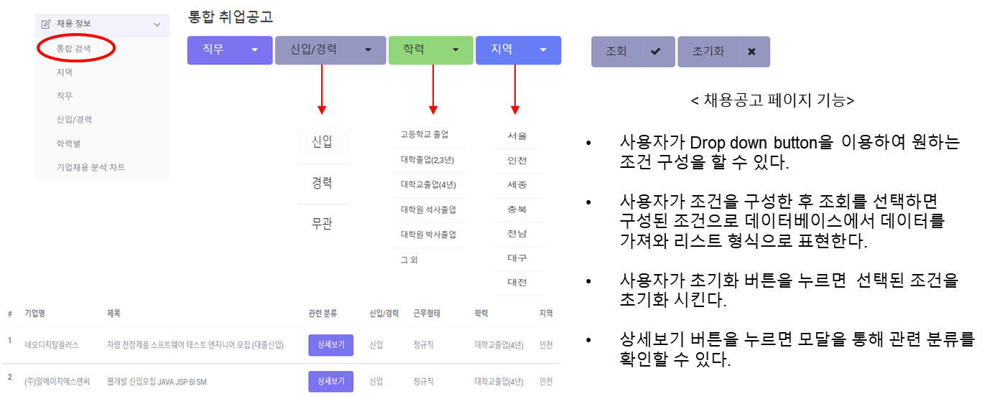 채용 정보
통합 검색
지역
직무
신입/경력
학력별
기업채용 분석 차트
통합 취업공고
직무 신입/경력 학력 지역 조회 초기화
신입
경력
무관
고등학교 졸업
대학졸업(2,3년)
대학교졸업(4년)
대학원 석사졸업
대학원 박사졸업
그 외
서울
인천
세종
충북
전남
대구
대전
< 채용공고 페이지 기능>
• 사용자가 Drop down button을 이용하여 원하는
조건 구성을 할 수 있다.
• 사용자가 조건을 구성한 후 조회를 선택하면
구성된 조건으로 데이터베이스에서 데이터를
가져와 리스트 형식으로 표현한다.
• 사용자가 초기화 버튼을 누르면 선택된 조건을
초기화 시킨다.
• 상세보기 버튼을 누르면 모달을 통해 관련 분류를
확인할 수 있다.
# 기업명 제목 관련 분류 신입/경력 근무형태 학력 지역
1 네오디지탈플러스 차량 전장제품 소프트웨어 테스트 엔지니어 모집 (대졸신입) 상세보기 신입 정규직 대학교졸업(4년) 인천
2 (주)알에이치에스엔씨 웹개발 신입모집 JAVA JSP SI SM 상세보기 신입 정규직 대학교졸업(4년) 인천